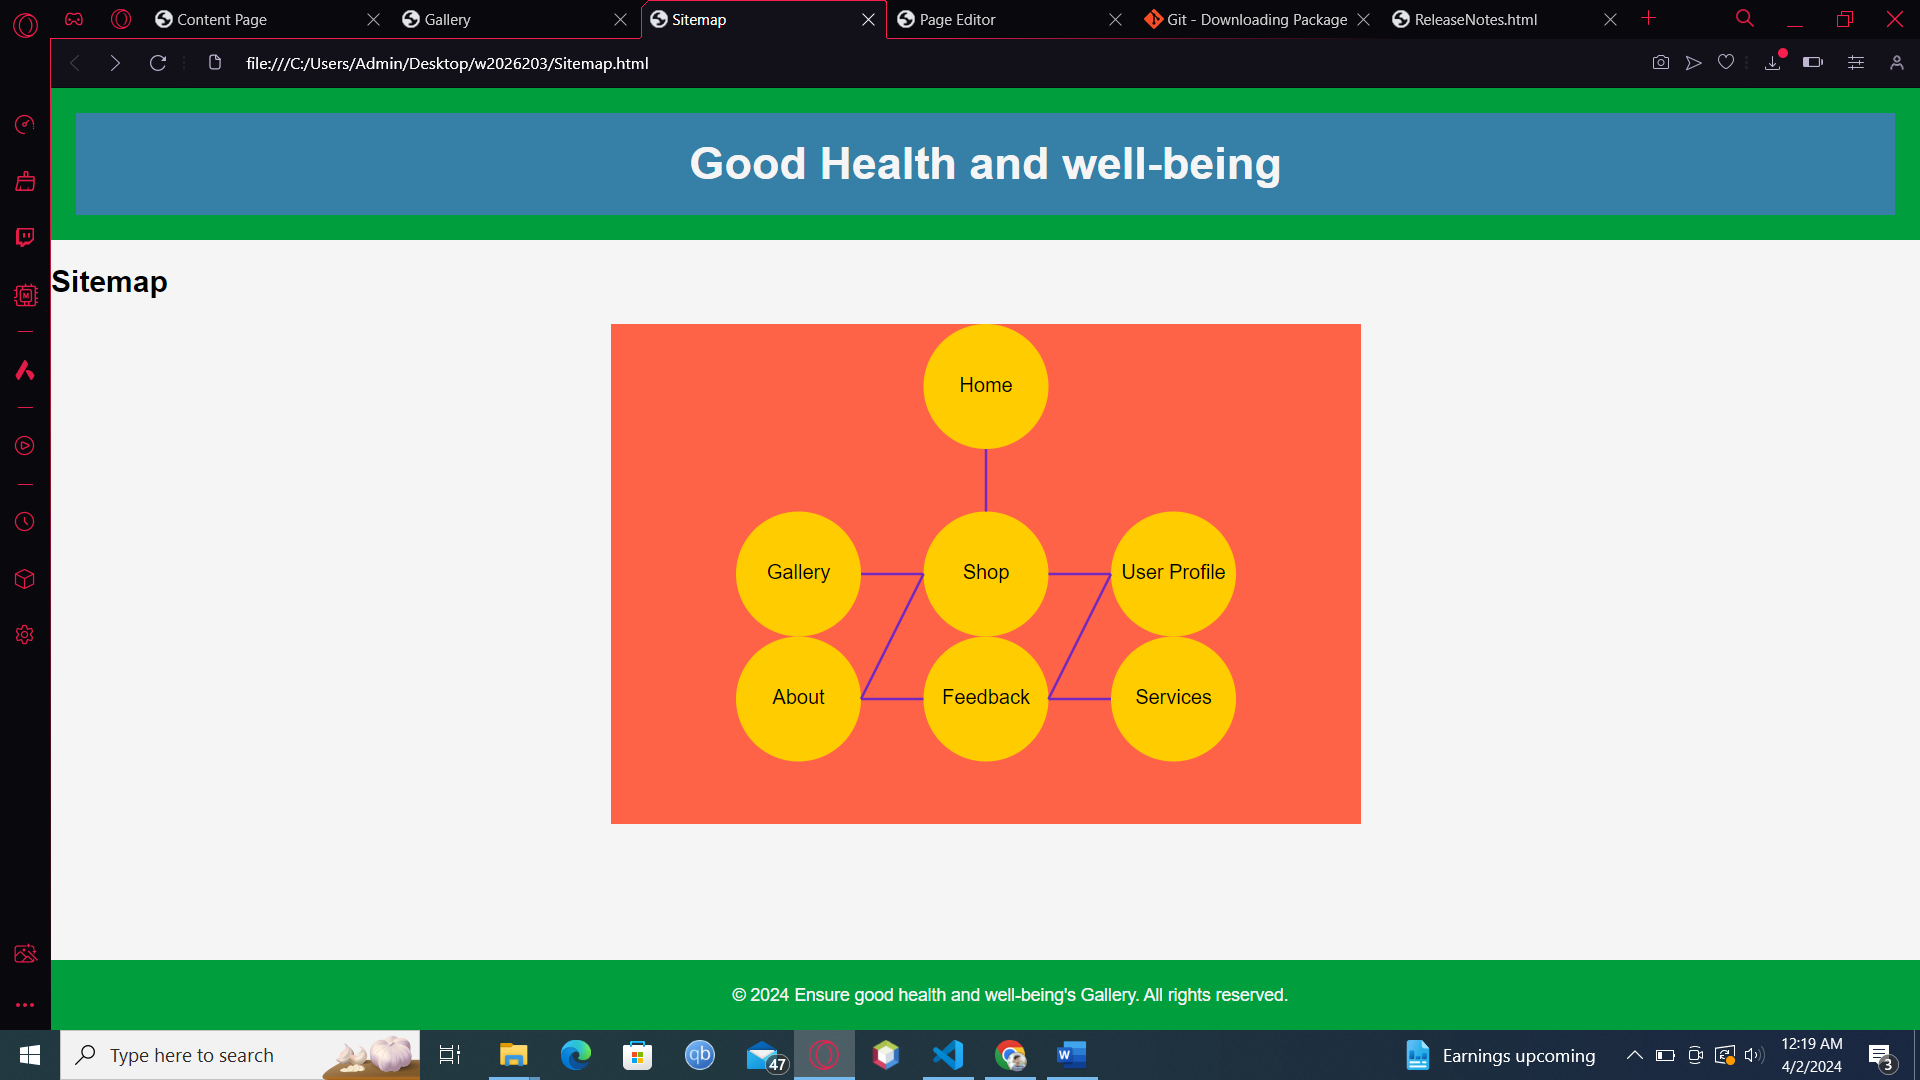 Content Page
Gallery
Sitemap
Page Editor
Git - Downloading Package
ReleaseNotes.html
file:///C:/Users/Admin/Desktop/w2026203/Sitemap.html
Good Health and well-being
Sitemap
Home
Gallery
Shop
User Profile
About
Feedback
Services
© 2024 Ensure good health and well-being's Gallery. All rights reserved.
Type here to search
qb
47
W
Earnings upcoming
12:19 AM
4/2/2024
3